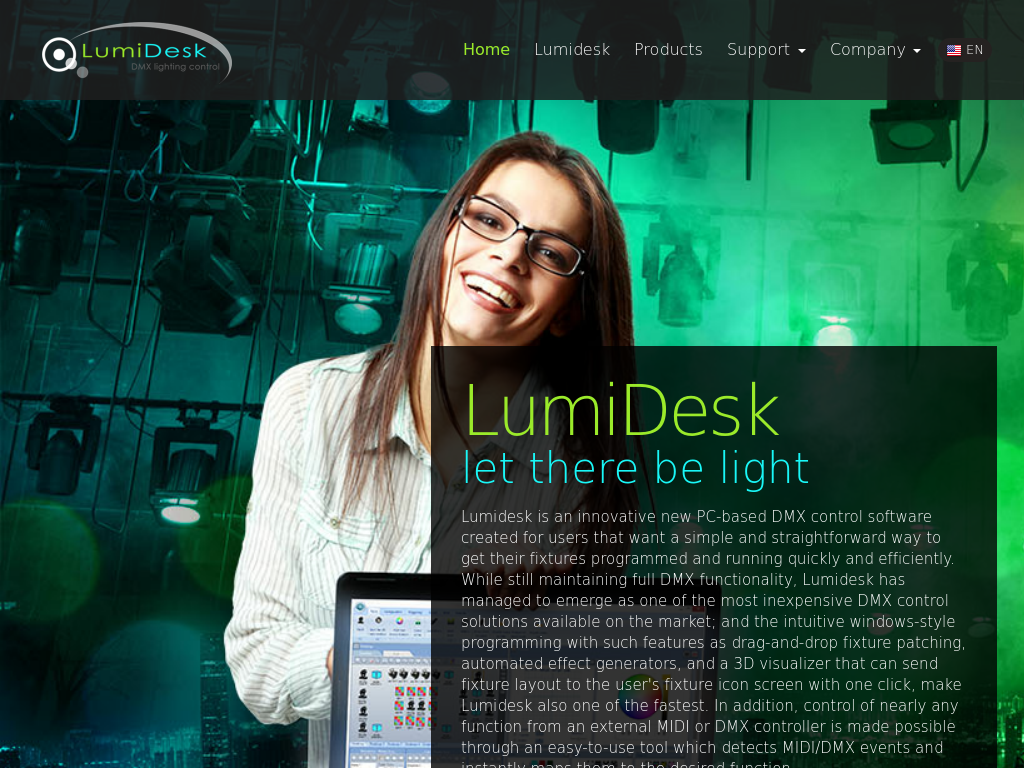 LumiDesk
DMX lighting control
Home Lumidesk Products Support Company EN
LumiDesk
let there be light
Lumidesk is an innovative new PC-based DMX control software
created for users that want a simple and straightforward way to
get their fixtures programmed and running quickly and efficiently.
While still maintaining full DMX functionality, Lumidesk has
managed to emerge as one of the most inexpensive DMX control
solutions available on the market; and the intuitive windows-style
programming with such features as drag-and-drop fixture patching,
automated effect generators, and a 3D visualizer that can send
fixture layout to the user's fixture icon screen with one click, make
Lumidesk also one of the fastest. In addition, control of nearly any
function from an external MIDI or DMX controller is made possible
through an easy-to-use tool which detects MIDI/DMX events and
instantly maps them to the desired function.